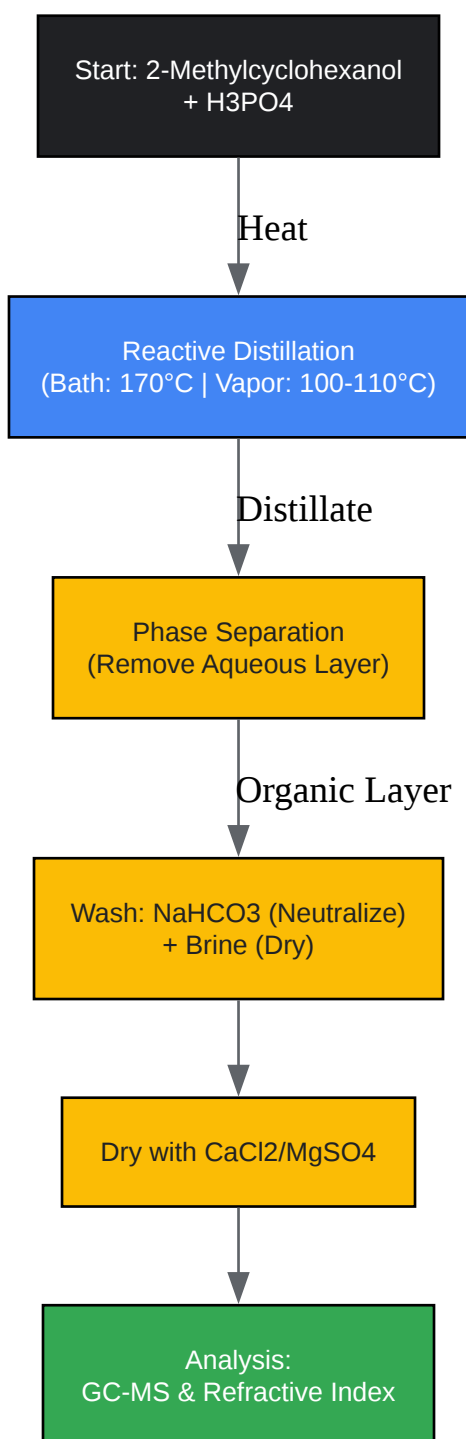 Start: 2-Methylcyclohexanol
+ H3PO4
Heat
Reactive Distillation
(Bath: 170°C | Vapor: 100-110°C)
Distillate
Phase Separation
(Remove Aqueous Layer)
Organic Layer
Wash: NaHCO3 (Neutralize)
+ Brine (Dry)
Dry with CaCl2/MgSO4
Analysis:
GC-MS & Refractive Index